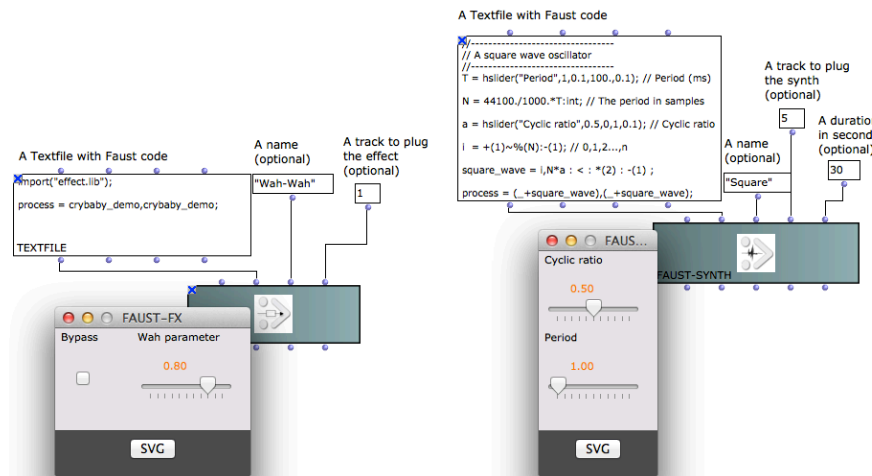 A Textfile with Faust code
import("effect.lib");
process = crybaby_demo,crybaby_demo;
TEXTFILE
A name
(optional)
"Wah-Wah"
A track to plug
the effect
(optional)
1
FAUST-FX
Bypass
Wah parameter
0.80
SVG
A Textfile with Faust code
//--------------------------------
// A square wave oscillator
//--------------------------------
T = hslider("Period",1,0.1,100.,0.1); // Period (ms)
N = 44100./1000.*T:int; // The period in samples
a = hslider("Cyclic ratio",0.5,0,1,0.1); // Cyclic ratio
i  = +(1)~%(N):-(1); // 0,1,2...,n
square_wave = i,N*a : < : *(2) : -(1) ;
process = (_+square_wave),(_+square_wave);
A name
(optional)
"Square"
A track to plug
the synth
(optional)
5
A duration
in second
(optional)
30
FAUST-SYNTH
FAUS...
Cyclic ratio
0.50
Period
1.00
SVG